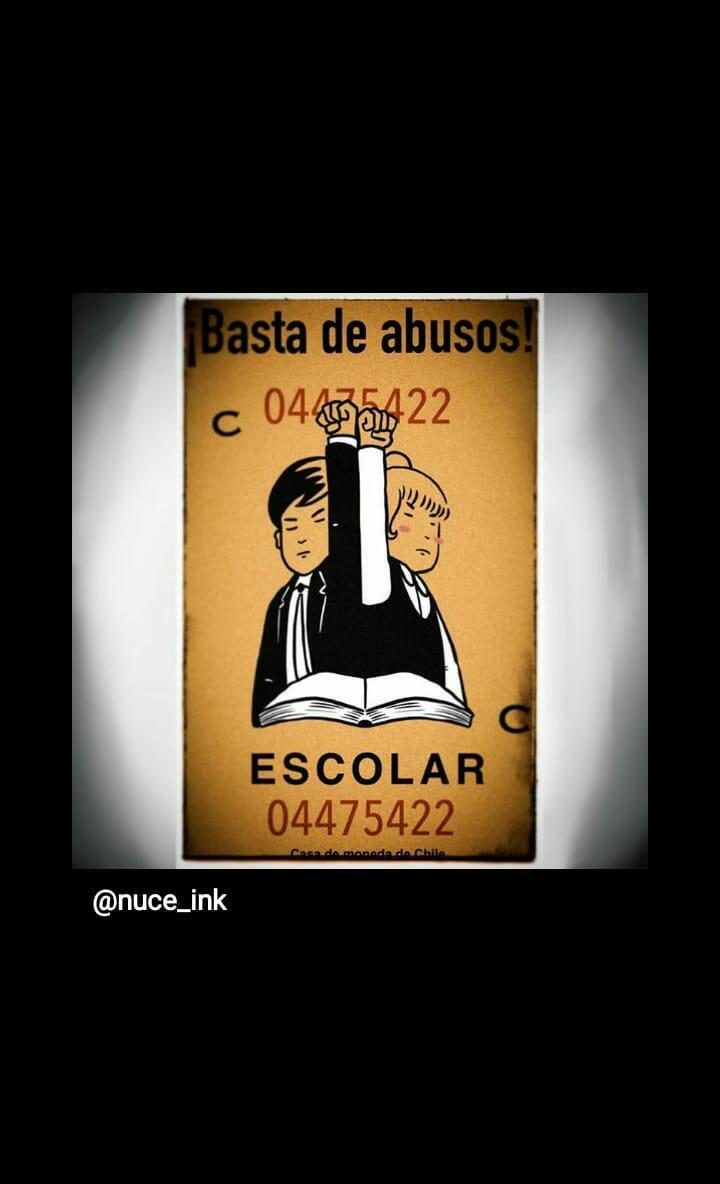 ¡Basta de abusos!
04475422
C
C
ESCOLAR
04475422
Casa de moneda de Chile
@nuce_ink